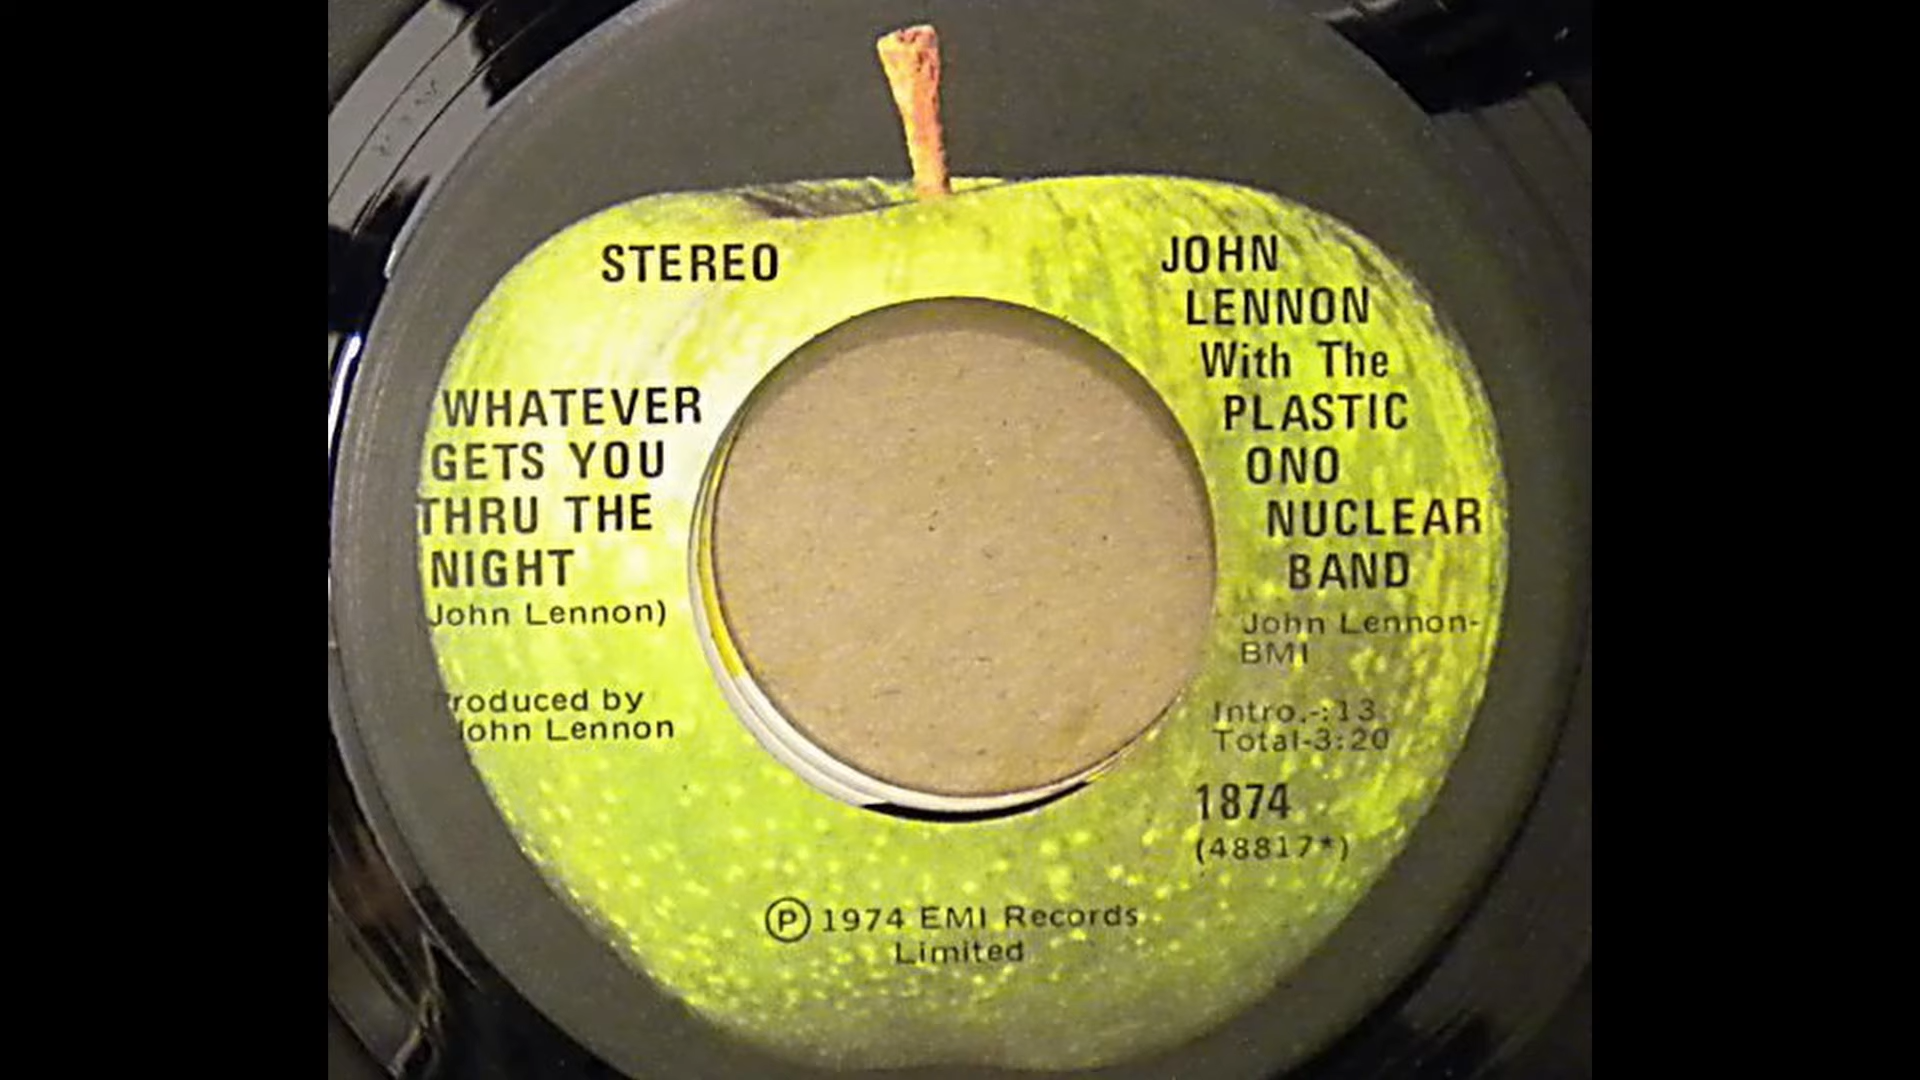 STEREO
WHATEVER
GETS YOU
THRU THE
NIGHT
John Lennon)
Produced by
John Lennon
JOHN
LENNON
With The
PLASTIC
ONO
NUCLEAR
BAND
John Lennon-
BMI
Intro.-:13
Total-3:20
1874
(48817*)
Ⓟ 1974 EMI Records
Limited